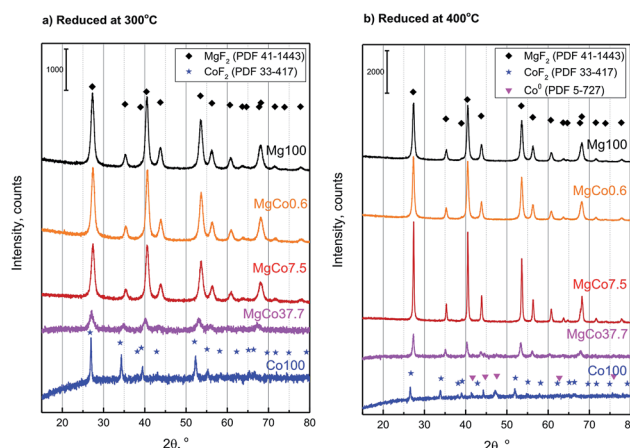 a) Reduced at 300°C
1000
MgF2 (PDF 41-1443)
CoF2 (PDF 33-417)
Mg100
MgCo0.6
MgCo7.5
MgCo37.7
Co100
Intensity, counts
20 30 40 50 60 70 80
2θ, °
b) Reduced at 400°C
2000
MgF2 (PDF 41-1443)
CoF2 (PDF 33-417)
Co0 (PDF 5-727)
Mg100
MgCo0.6
MgCo7.5
MgCo37.7
Co100
Intensity, counts
20 30 40 50 60 70 80
2θ, °